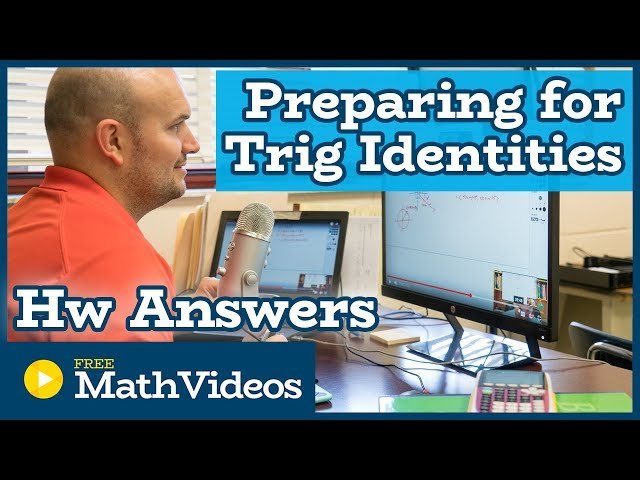 Preparing for
Trig Identities
Hw Answers
FREE
MathVideos